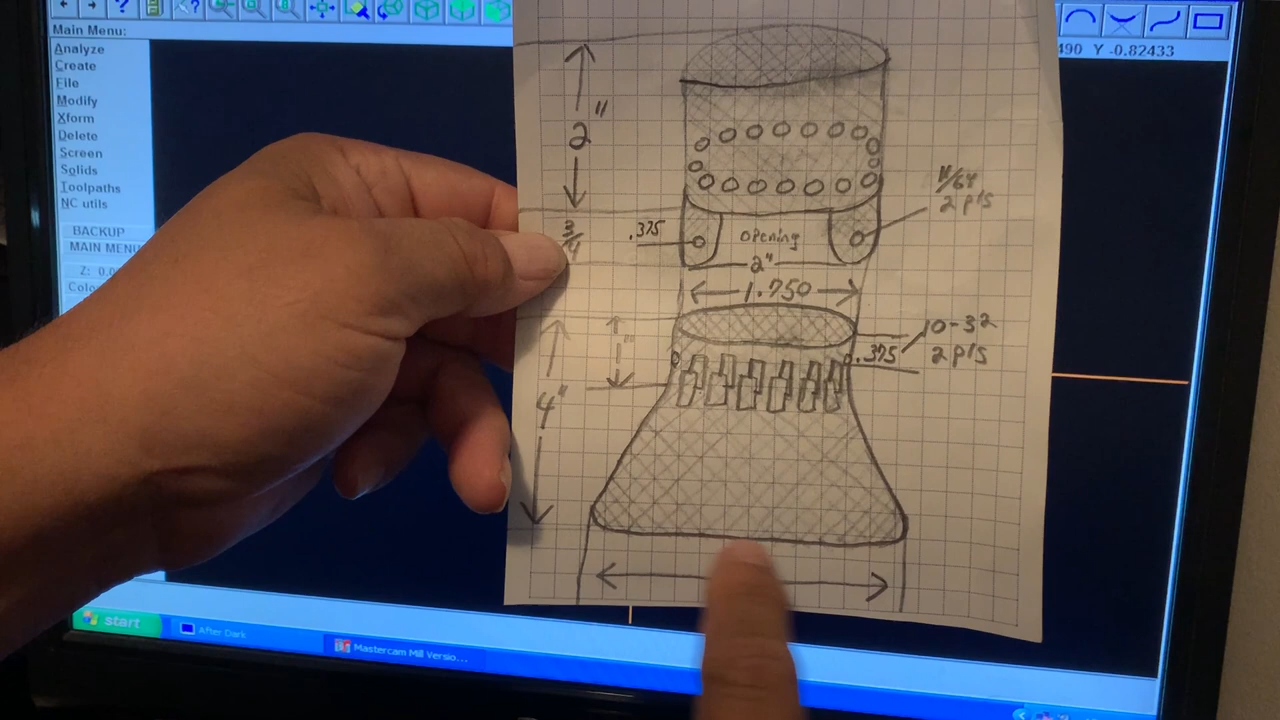 490 Y -0.82433
Main Menu:
Analyze
Create
File
Modify
Xform
Delete
Screen
Solids
Toolpaths
NC utils
BACKUP
MAIN MENU
Z: 0.0
2"
11/64
2 pl's
3/4
.375
opening
2"
1.750
10-32
.375
2 pl's
1"
4"
start
After Dark
Mastercam Mill Versio...